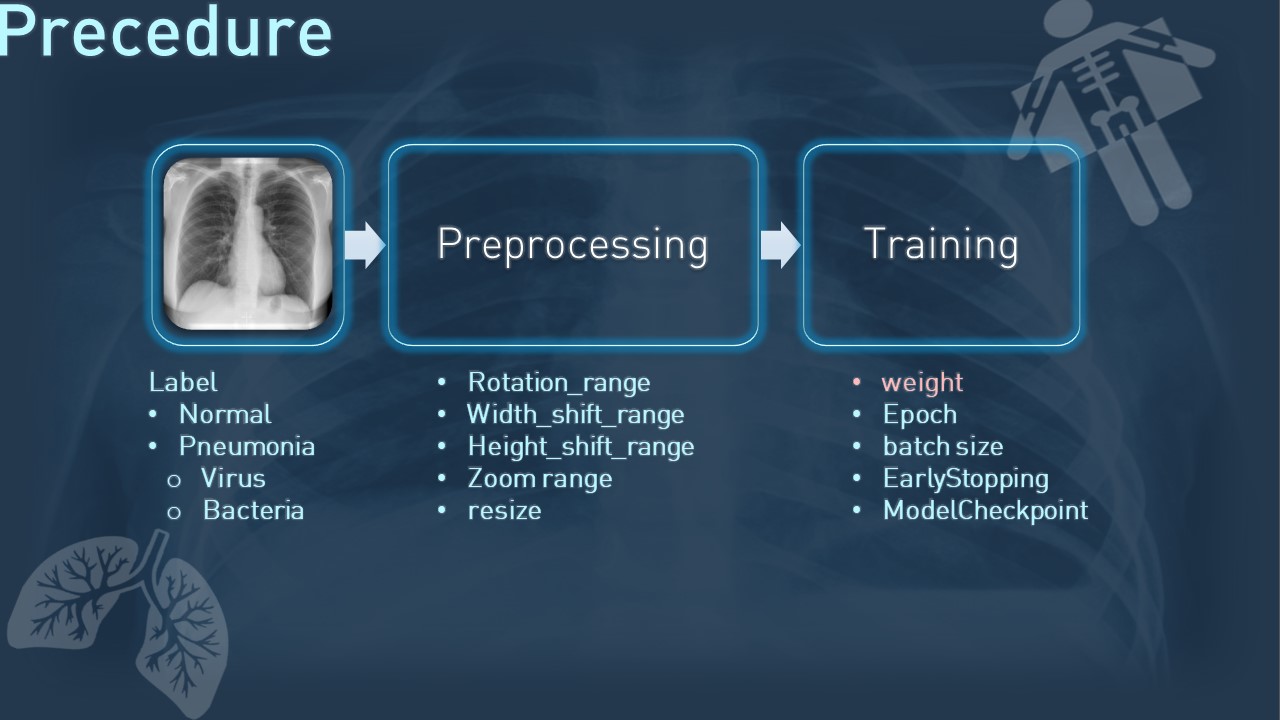 Precedure
Preprocessing
Training
Label
• Normal
• Pneumonia
o Virus
o Bacteria
• Rotation_range
• Width_shift_range
• Height_shift_range
• Zoom range
• resize
• weight
• Epoch
• batch size
• EarlyStopping
• ModelCheckpoint